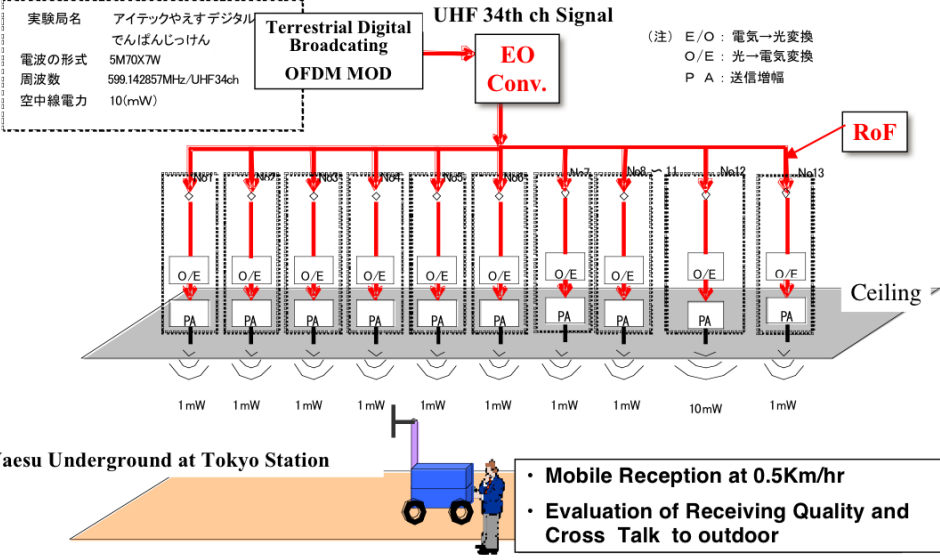 実験局名 アイテックやえすデジタル
でんぱんじっけん
電波の形式 5M70X7W
周波数 599.142857MHz/UHF34ch
空中線電力 10(mW)
Terrestrial Digital
Broadcating
OFDM MOD
UHF 34th ch Signal
EO
Conv.
(注) E/O : 電気→光変換
O/E : 光→電気変換
P A : 送信増幅
RoF
No1 No2 No3 No4 No5 No6 No7 No8 〜 11 No12 No13
O/E O/E O/E O/E O/E O/E O/E O/E O/E O/E
Ceiling
PA PA PA PA PA PA PA PA PA PA
1mW 1mW 1mW 1mW 1mW 1mW 1mW 1mW 10mW 1mW
Yaesu Underground at Tokyo Station
・ Mobile Reception at 0.5Km/hr
・ Evaluation of Receiving Quality and
Cross Talk to outdoor